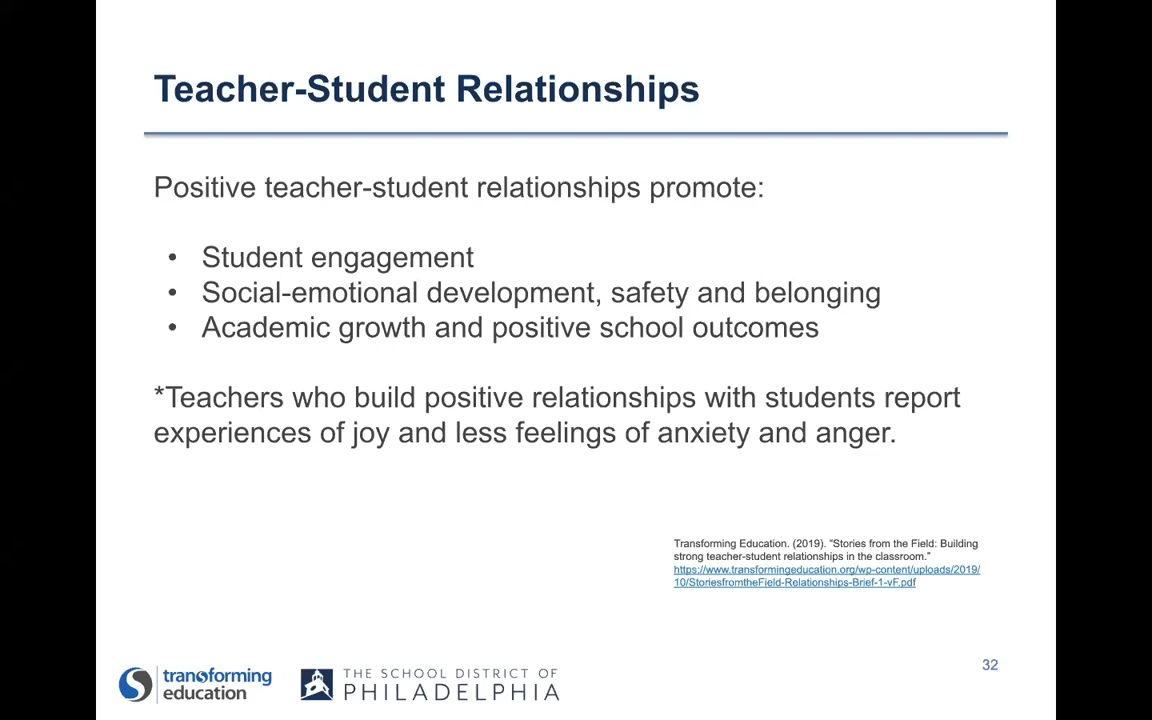 Teacher-Student Relationships
Positive teacher-student relationships promote:
• Student engagement
• Social-emotional development, safety and belonging
• Academic growth and positive school outcomes
*Teachers who build positive relationships with students report
experiences of joy and less feelings of anxiety and anger.
Transforming Education. (2019). "Stories from the Field: Building
strong teacher-student relationships in the classroom."
https://www.transformingeducation.org/wp-content/uploads/2019/
10/StoriesfromtheField-Relationships-Brief-1-vF.pdf
32
transforming
education
THE SCHOOL DISTRICT OF
PHILADELPHIA